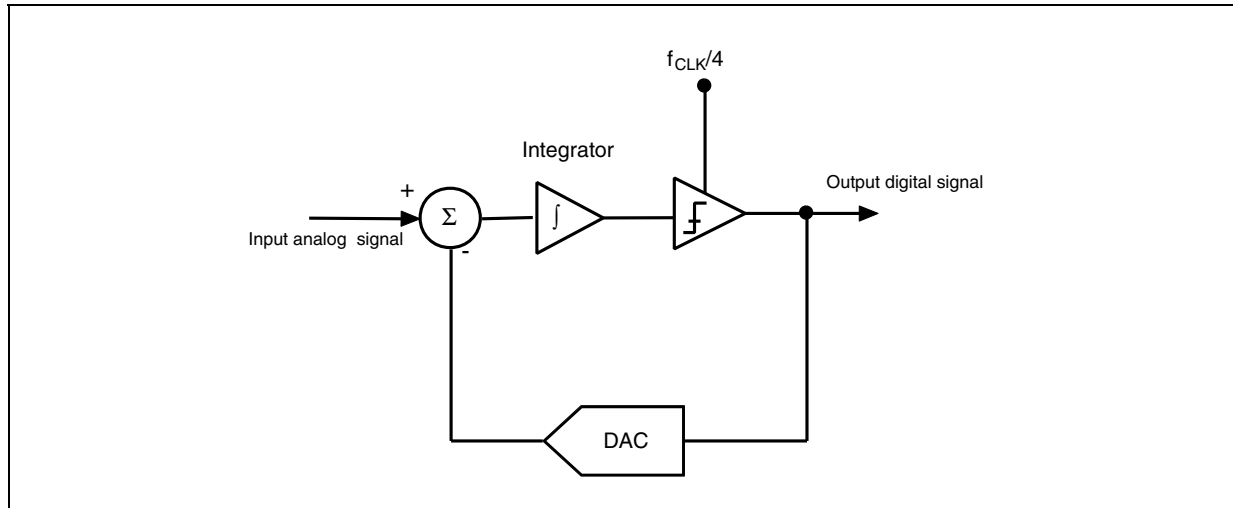 f_CLK/4
Integrator
+
Output digital signal
Σ
∫
Input analog signal
-
DAC